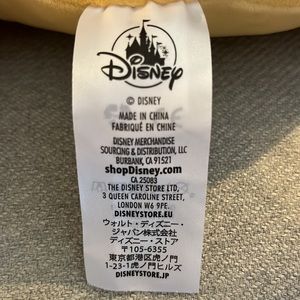 Disney
© DISNEY
MADE IN CHINA
FABRIQUÉ EN CHINE
DISNEY MERCHANDISE
SOURCING & DISTRIBUTION, LLC
BURBANK, CA 91521
shopDisney.com
CA 25083
THE DISNEY STORE LTD,
3 QUEEN CAROLINE STREET,
LONDON W6 9PE.
DISNEYSTORE.EU
ウォルト・ディズニー・
ジャパン株式会社
ディズニー・ストア
〒105-6355
東京都港区虎ノ門
1-23-1虎ノ門ヒルズ
DISNEYSTORE.JP